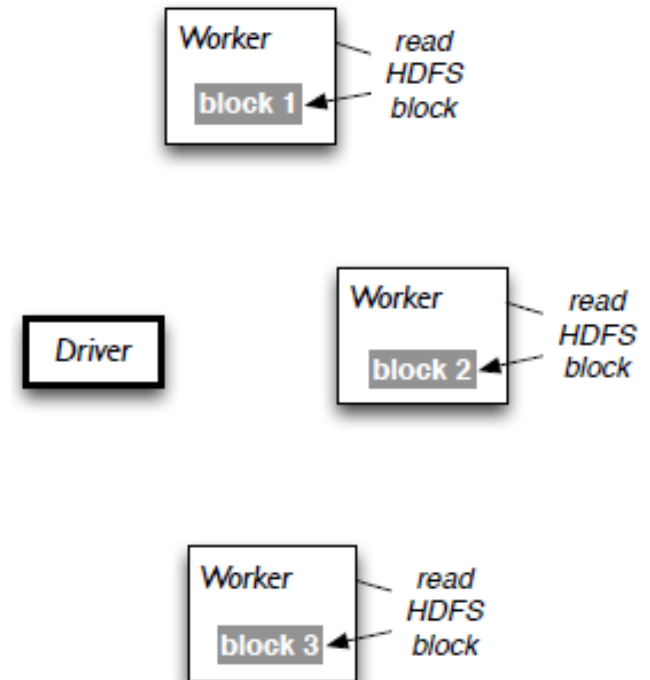 Worker
read
HDFS
block
block 1
Worker
read
HDFS
block
block 2
Driver
Worker
read
HDFS
block
block 3